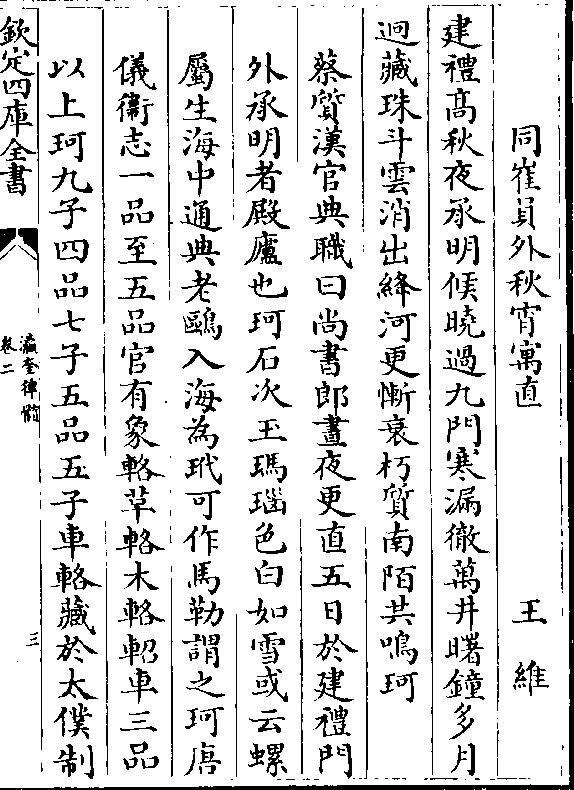 同崔員外秋宵寓直　王維
建禮髙秋夜承明候曉過九門寒漏徹萬井曙鐘多月
迥藏珠斗雲消出絳河更慚衰朽質南陌共鳴珂
蔡質漢官典職曰尚書郎晝夜更直五日於建禮門
外承明者殿廬也珂石次玉瑪瑙色白如雪或云螺
屬生海中通典老鷗入海為玳可作馬勒謂之珂唐
儀衞志一品至五品官有象輅草輅木輅軺車三品
以上珂九子四品七子五品五子車輅藏於太僕制
欽定四庫全書
瀛奎律髓
卷二
三